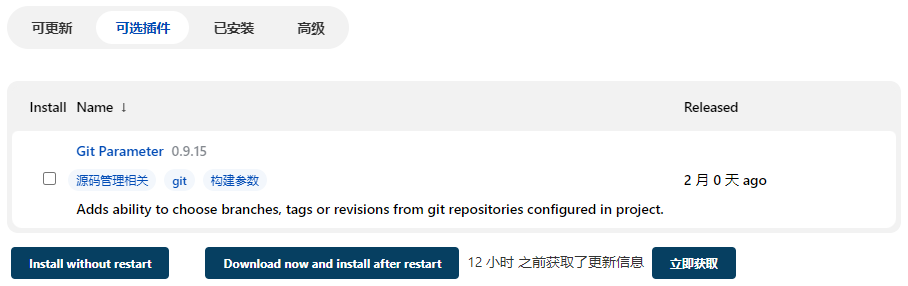 可更新 可选插件 已安装 高级
Install Name ↓ Released
Git Parameter 0.9.15
源码管理相关 git 构建参数 2 月 0 天 ago
Adds ability to choose branches, tags or revisions from git repositories configured in project.
Install without restart Download now and install after restart 12 小时 之前获取了更新信息 立即获取